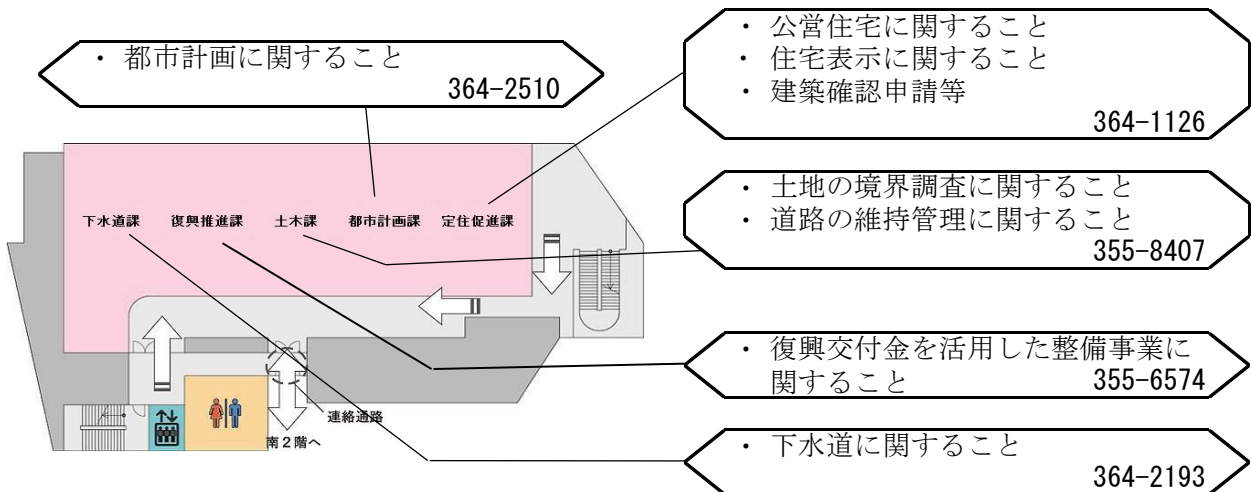 ・ 都市計画に関すること
364-2510
・ 公営住宅に関すること
・ 住宅表示に関すること
・ 建築確認申請等
364-1126
・ 土地の境界調査に関すること
・ 道路の維持管理に関すること
355-8407
下水道課 復興推進課 土木課 都市計画課 定住促進課
・ 復興交付金を活用した整備事業に
関すること 355-6574
連絡通路
南2階へ
・ 下水道に関すること
364-2193